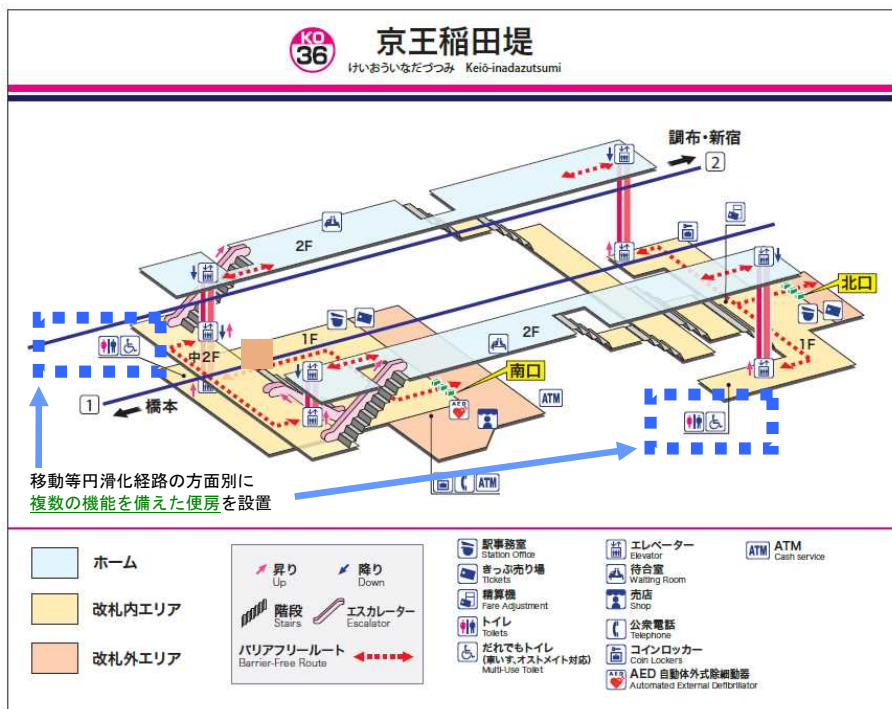 KO
36
京王稲田堤
けいおういなだづつみ Keiō-inadazutsumi
調布・新宿
2
2F
北口
1F
2F
1F
中2F
南口
ATM
AED
1
橋本
ATM
移動等円滑化経路の方面別に
複数の機能を備えた便房を設置
ホーム
改札内エリア
改札外エリア
昇り
Up
降り
Down
階段
Stairs
エスカレーター
Escalator
バリアフリールート
Barrier-Free Route
駅事務室
Station Office
きっぷ売り場
Tickets
精算機
Fare Adjustment
トイレ
Toilets
だれでもトイレ
(車いす、オストメイト対応)
Multi-Use Toilet
エレベーター
Elevator
待合室
Waiting Room
売店
Shop
公衆電話
Telephone
コインロッカー
Coin Lockers
AED
AED 自動体外式除細動器
Automated External Defibrillator
ATM
ATM
Cash service